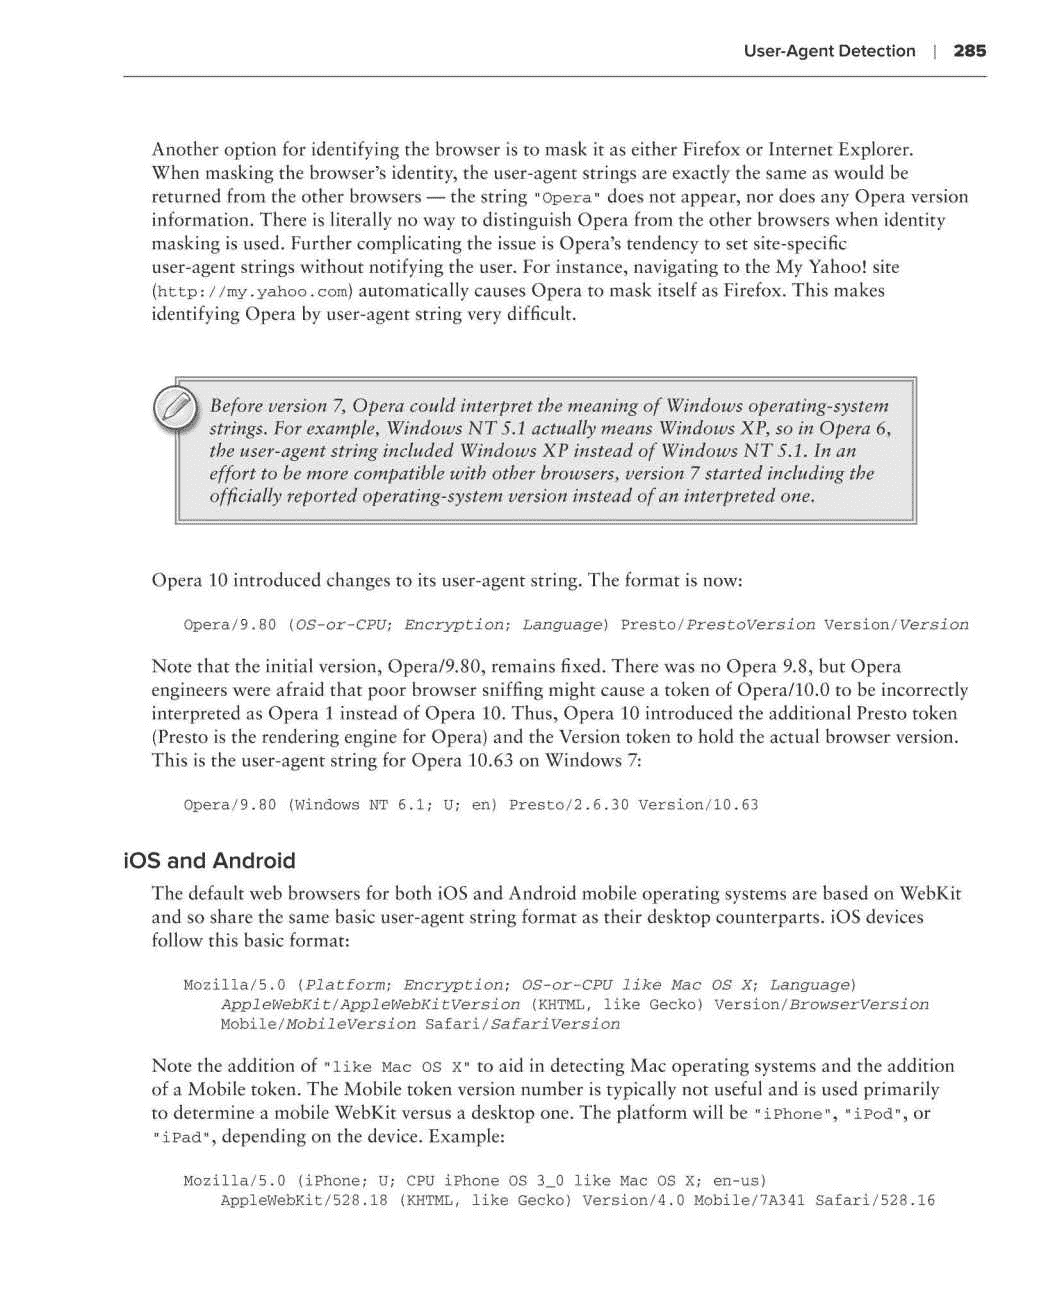 User-Agent Detection | 285
Another option for identifying the browser is to mask it as either Firefox or Internet Explorer.
When masking the browser’s identity, the user-agent strings are exactly the same as would be
returned from the other browsers — the string "Opera" does not appear, nor does any Opera version
information. There is literally no way to distinguish Opera from the other browsers when identity
masking is used. Further complicating the issue is Opera’s tendency to set site-specific
user-agent strings without notifying the user. For instance, navigating to the My Yahoo! site
(http://my.yahoo.com) automatically causes Opera to mask itself as Firefox. This makes
identifying Opera by user-agent string very difficult.
Before version 7, Opera could interpret the meaning of Windows operating-system
strings. For example, Windows NT 5.1 actually means Windows XP, so in Opera 6,
the user-agent string included Windows XP instead of Windows NT 5.1. In an
effort to be more compatible with other browsers, version 7 started including the
officially reported operating-system version instead of an interpreted one.
Opera 10 introduced changes to its user-agent string. The format is now:
Opera/9.80 (OS-or-CPU; Encryption; Language) Presto/PrestoVersion Version/Version
Note that the initial version, Opera/9.80, remains fixed. There was no Opera 9.8, but Opera
engineers were afraid that poor browser sniffing might cause a token of Opera/10.0 to be incorrectly
interpreted as Opera 1 instead of Opera 10. Thus, Opera 10 introduced the additional Presto token
(Presto is the rendering engine for Opera) and the Version token to hold the actual browser version.
This is the user-agent string for Opera 10.63 on Windows 7:
Opera/9.80 (Windows NT 6.1; U; en) Presto/2.6.30 Version/10.63
iOS and Android
The default web browsers for both iOS and Android mobile operating systems are based on WebKit
and so share the same basic user-agent string format as their desktop counterparts. iOS devices
follow this basic format:
Mozilla/5.0 (Platform; Encryption; OS-or-CPU like Mac OS X; Language)
AppleWebKit/AppleWebKitVersion (KHTML, like Gecko) Version/BrowserVersion
Mobile/MobileVersion Safari/SafariVersion
Note the addition of "like Mac OS X" to aid in detecting Mac operating systems and the addition
of a Mobile token. The Mobile token version number is typically not useful and is used primarily
to determine a mobile WebKit versus a desktop one. The platform will be "iPhone", "iPod", or
"iPad", depending on the device. Example:
Mozilla/5.0 (iPhone; U; CPU iPhone OS 3_0 like Mac OS X; en-us)
AppleWebKit/528.18 (KHTML, like Gecko) Version/4.0 Mobile/7A341 Safari/528.16